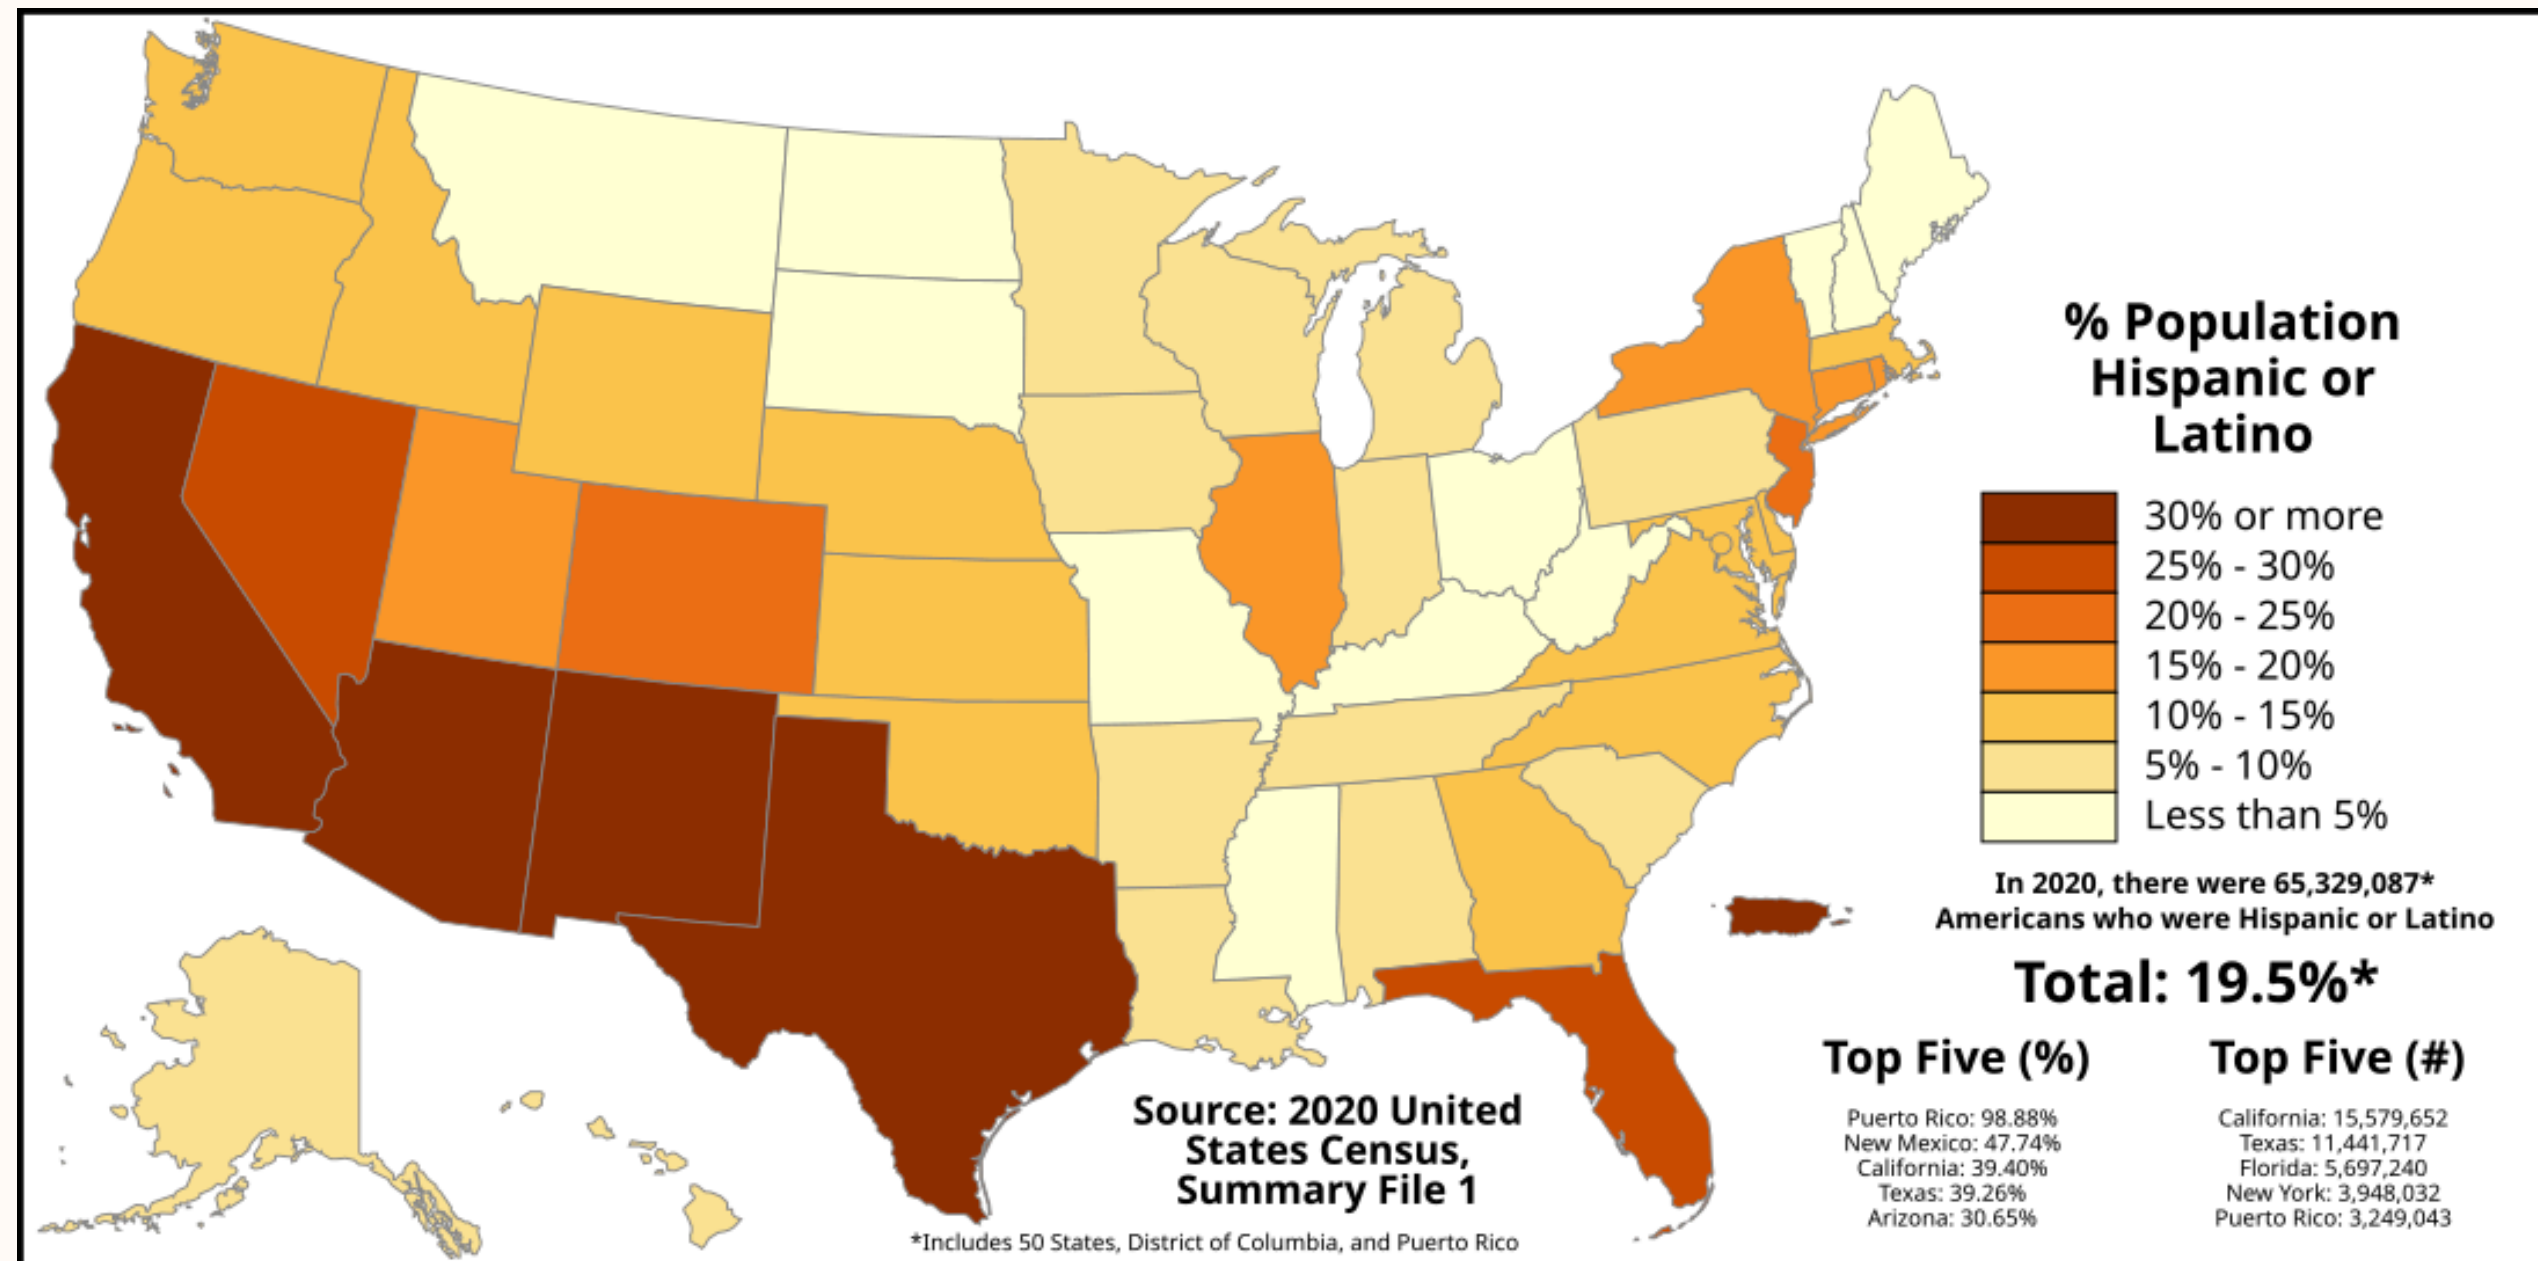 % Population
Hispanic or
Latino
30% or more
25% - 30%
20% - 25%
15% - 20%
10% - 15%
5% - 10%
Less than 5%
In 2020, there were 65,329,087*
Americans who were Hispanic or Latino
Total: 19.5%*
Top Five (%)
Puerto Rico: 98.88%
New Mexico: 47.74%
California: 39.40%
Texas: 39.26%
Arizona: 30.65%
Top Five (#)
California: 15,579,652
Texas: 11,441,717
Florida: 5,697,240
New York: 3,948,032
Puerto Rico: 3,249,043
Source: 2020 United
States Census,
Summary File 1
*Includes 50 States, District of Columbia, and Puerto Rico